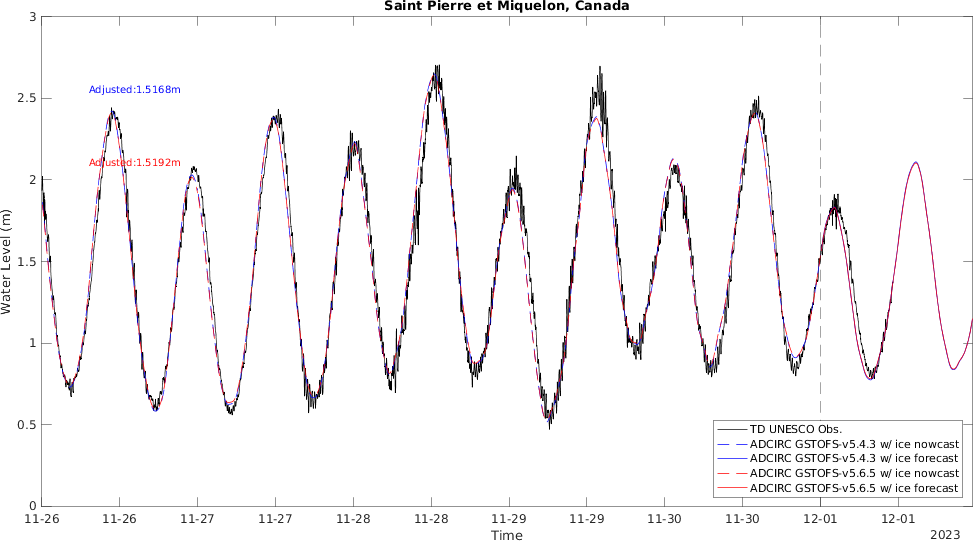 Saint Pierre et Miquelon, Canada
3
2.5
2
1.5
1
0.5
0
Water Level (m)
Adjusted:1.5168m
Adjusted:1.5192m
TD UNESCO Obs.
ADCIRC GSTOFS-v5.4.3 w/ ice nowcast
ADCIRC GSTOFS-v5.4.3 w/ ice forecast
ADCIRC GSTOFS-v5.6.5 w/ ice nowcast
ADCIRC GSTOFS-v5.6.5 w/ ice forecast
11-26 11-26 11-27 11-27 11-28 11-28 11-29 11-29 11-30 11-30 12-01 12-01
Time
2023